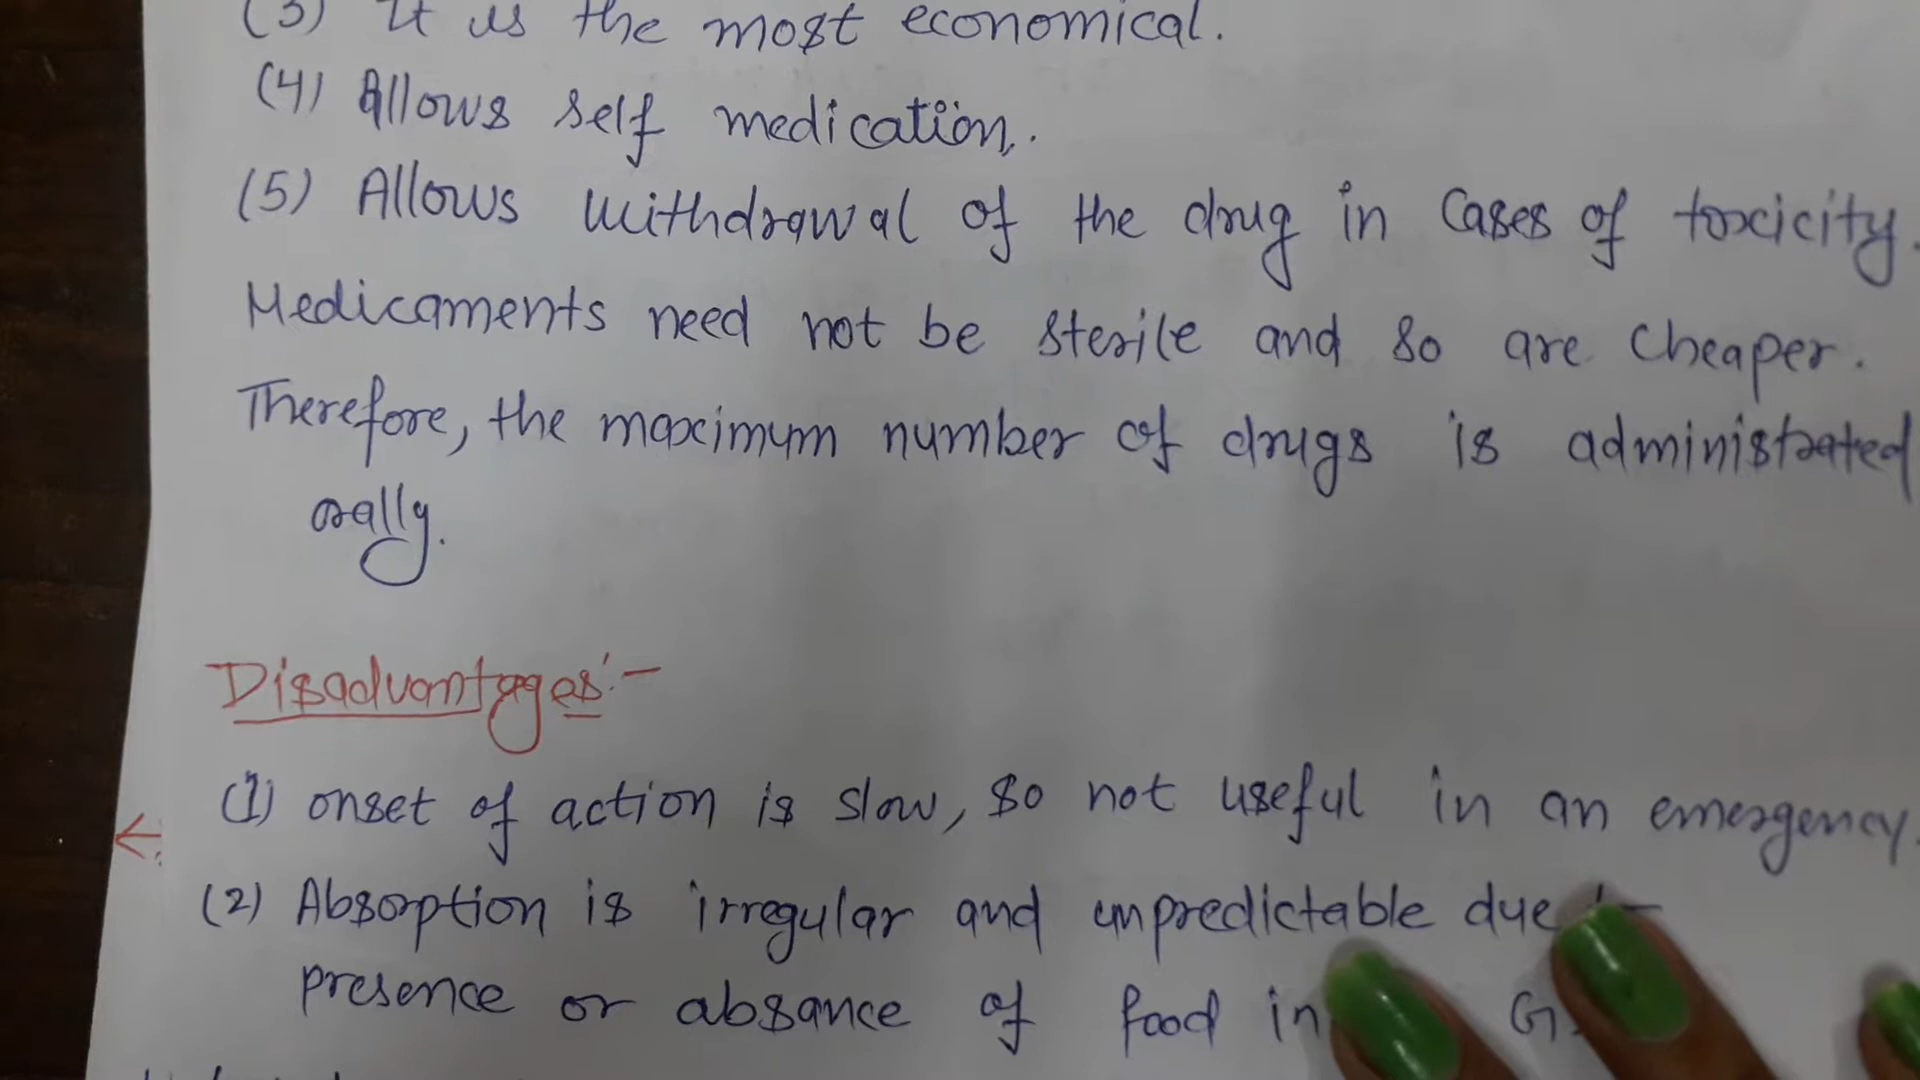 (3) It is the most economical.
(4) Allows self medication.
(5) Allows withdrawal of the drug in cases of toxicity.
Medicaments need not be sterile and so are cheaper.
Therefore, the maximum number of drugs is administrated
orally.
Disadvantages:-
(1) onset of action is slow, so not useful in an emergency.
(2) Absorption is irregular and unpredictable due :-
presence or absance of food in G